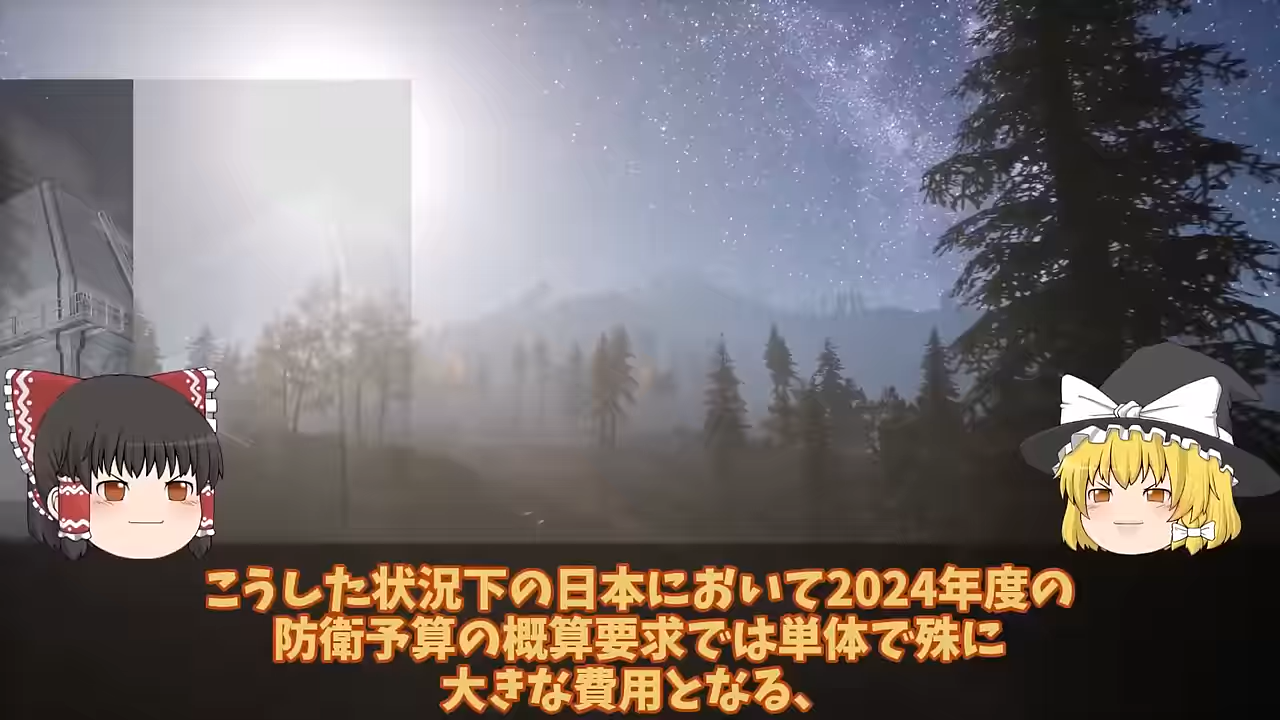 こうした状況下の日本において2024年度の
防衛予算の概算要求では単体で殊に
大きな費用となる、